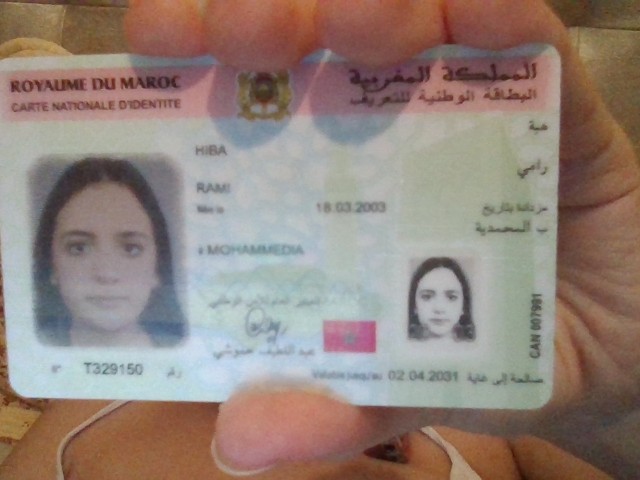 ROYAUME DU MAROC
المملكة المغربية
CARTE NATIONALE D'IDENTITE
البطاقة الوطنية للتعريف
HIBA
هبة
RAMI
رامي
Née le 18.03.2003 مزدادة بتاريخ
à MOHAMMEDIA
ب المحمدية
المدير العام للأمن الوطني
عبد اللطيف حموشي
N° T329150 رقم
Valable jusqu'au 02.04.2031 صالحة إلى غاية
CAN 007981